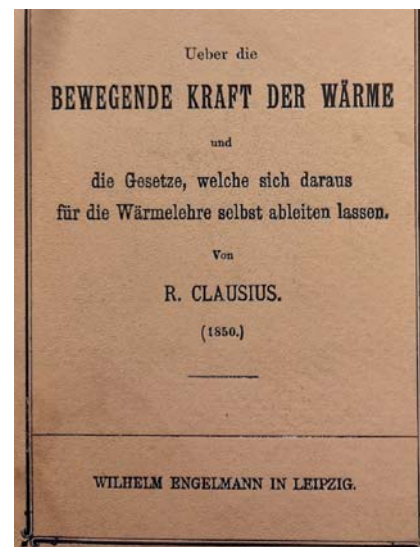 Ueber die
BEWEGENDE KRAFT DER WÄRME
und
die Gesetze, welche sich daraus
für die Wärmelehre selbst ableiten lassen.
Von
R. CLAUSIUS.
(1850.)
WILHELM ENGELMANN IN LEIPZIG.